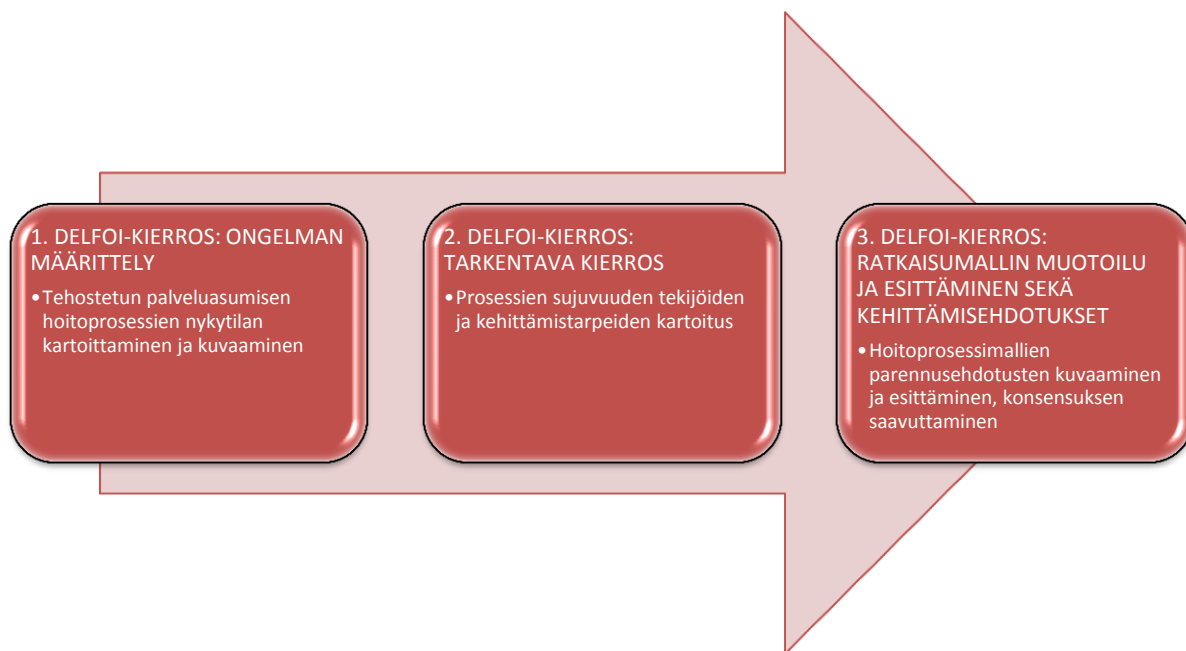 1. DELFOI-KIERROS: ONGELMAN
MÄÄRITTELY
•Tehostetun palveluasumisen
hoitoprosessien nykytilan
kartoittaminen ja kuvaaminen
2. DELFOI-KIERROS:
TARKENTAVA KIERROS
•Prosessien sujuvuuden tekijöiden
ja kehittämistarpeiden kartoitus
3. DELFOI-KIERROS:
RATKAISUMALLIN MUOTOILU
JA ESITTÄMINEN SEKÄ
KEHITTÄMISEHDOTUKSET
•Hoitoprosessimallien
parennusehdotusten kuvaaminen
ja esittäminen, konsensuksen
saavuttaminen